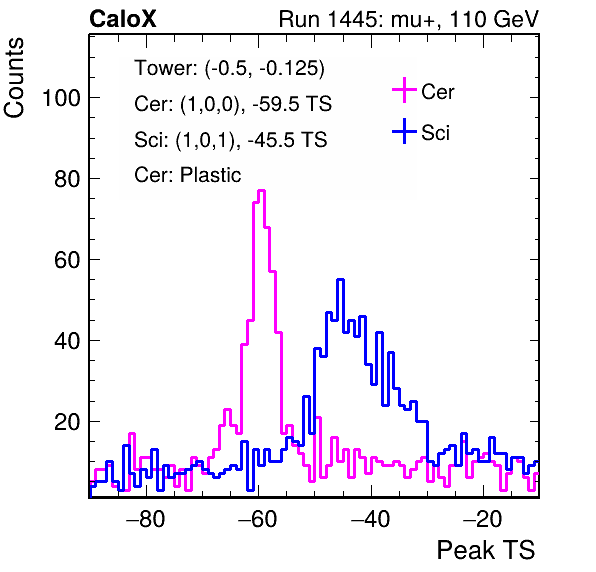 CaloX Run 1445: mu+, 110 GeV
Counts
Tower: (-0.5, -0.125)
Cer: (1,0,0), -59.5 TS
Sci: (1,0,1), -45.5 TS
Cer: Plastic
Cer
Sci
100
80
60
40
20
−80 −60 −40 −20
Peak TS